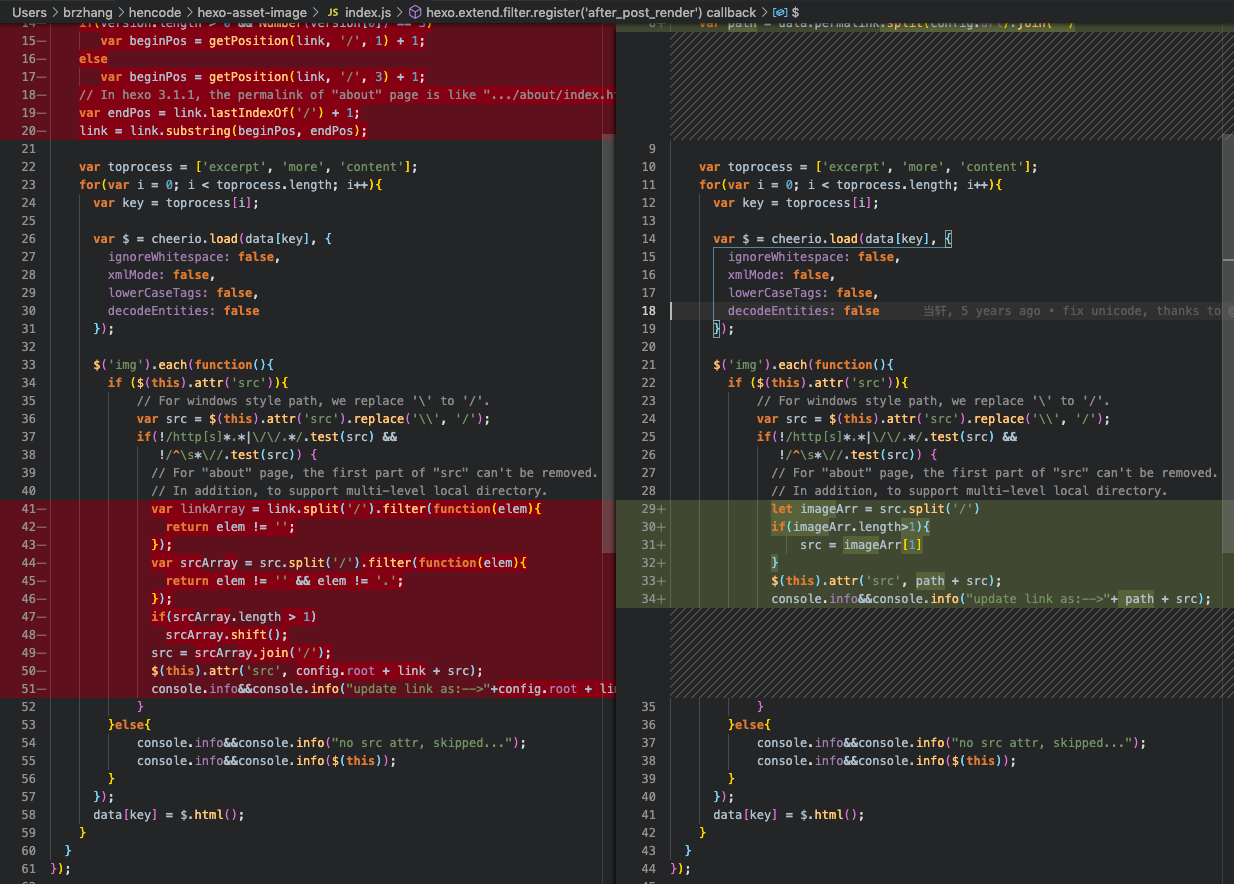 Users > brzhang > hencode > hexo-asset-image > JS index.js > hexo.extend.filter.register('after_post_render') callback > $
15— var beginPos = getPosition(link, '/', 1) + 1;
16— else
17— var beginPos = getPosition(link, '/', 3) + 1;
18— // In hexo 3.1.1, the permalink of "about" page is like ".../about/index.ht
19— var endPos = link.lastIndexOf('/') + 1;
20— link = link.substring(beginPos, endPos);
21
22 var toprocess = ['excerpt', 'more', 'content'];
23 for(var i = 0; i < toprocess.length; i++){
24 var key = toprocess[i];
25
26 var $ = cheerio.load(data[key], {
27 ignoreWhitespace: false,
28 xmlMode: false,
29 lowerCaseTags: false,
30 decodeEntities: false
31 });
32
33 $('img').each(function(){
34 if ($(this).attr('src')){
35 // For windows style path, we replace '\' to '/'.
36 var src = $(this).attr('src').replace('\\', '/');
37 if(!/http[s]*.*|\/\/.*/.test(src) &&
38 !/^\s*\//.test(src)) {
39 // For "about" page, the first part of "src" can't be removed.
40 // In addition, to support multi-level local directory.
41— var linkArray = link.split('/').filter(function(elem){
42— return elem != '';
43— });
44— var srcArray = src.split('/').filter(function(elem){
45— return elem != '' && elem != '.';
46— });
47— if(srcArray.length > 1)
48— srcArray.shift();
49— src = srcArray.join('/');
50— $(this).attr('src', config.root + link + src);
51— console.info&&console.info("update link as:-->"+config.root + lin
52 }
53 }else{
54 console.info&&console.info("no src attr, skipped...");
55 console.info&&console.info($(this));
56 }
57 });
58 data[key] = $.html();
59 }
60 }
61 });
9
10 var toprocess = ['excerpt', 'more', 'content'];
11 for(var i = 0; i < toprocess.length; i++){
12 var key = toprocess[i];
13
14 var $ = cheerio.load(data[key], {
15 ignoreWhitespace: false,
16 xmlMode: false,
17 lowerCaseTags: false,
18 decodeEntities: false 当轩, 5 years ago • fix unicode, thanks to @
19 });
20
21 $('img').each(function(){
22 if ($(this).attr('src')){
23 // For windows style path, we replace '\' to '/'.
24 var src = $(this).attr('src').replace('\\', '/');
25 if(!/http[s]*.*|\/\/.*/.test(src) &&
26 !/^\s*\//.test(src)) {
27 // For "about" page, the first part of "src" can't be removed.
28 // In addition, to support multi-level local directory.
29+ let imageArr = src.split('/')
30+ if(imageArr.length>1){
31+ src = imageArr[1]
32+ }
33+ $(this).attr('src', path + src);
34+ console.info&&console.info("update link as:-->"+ path + src);
35 }
36 }else{
37 console.info&&console.info("no src attr, skipped...");
38 console.info&&console.info($(this));
39 }
40 });
41 data[key] = $.html();
42 }
43 }
44 });